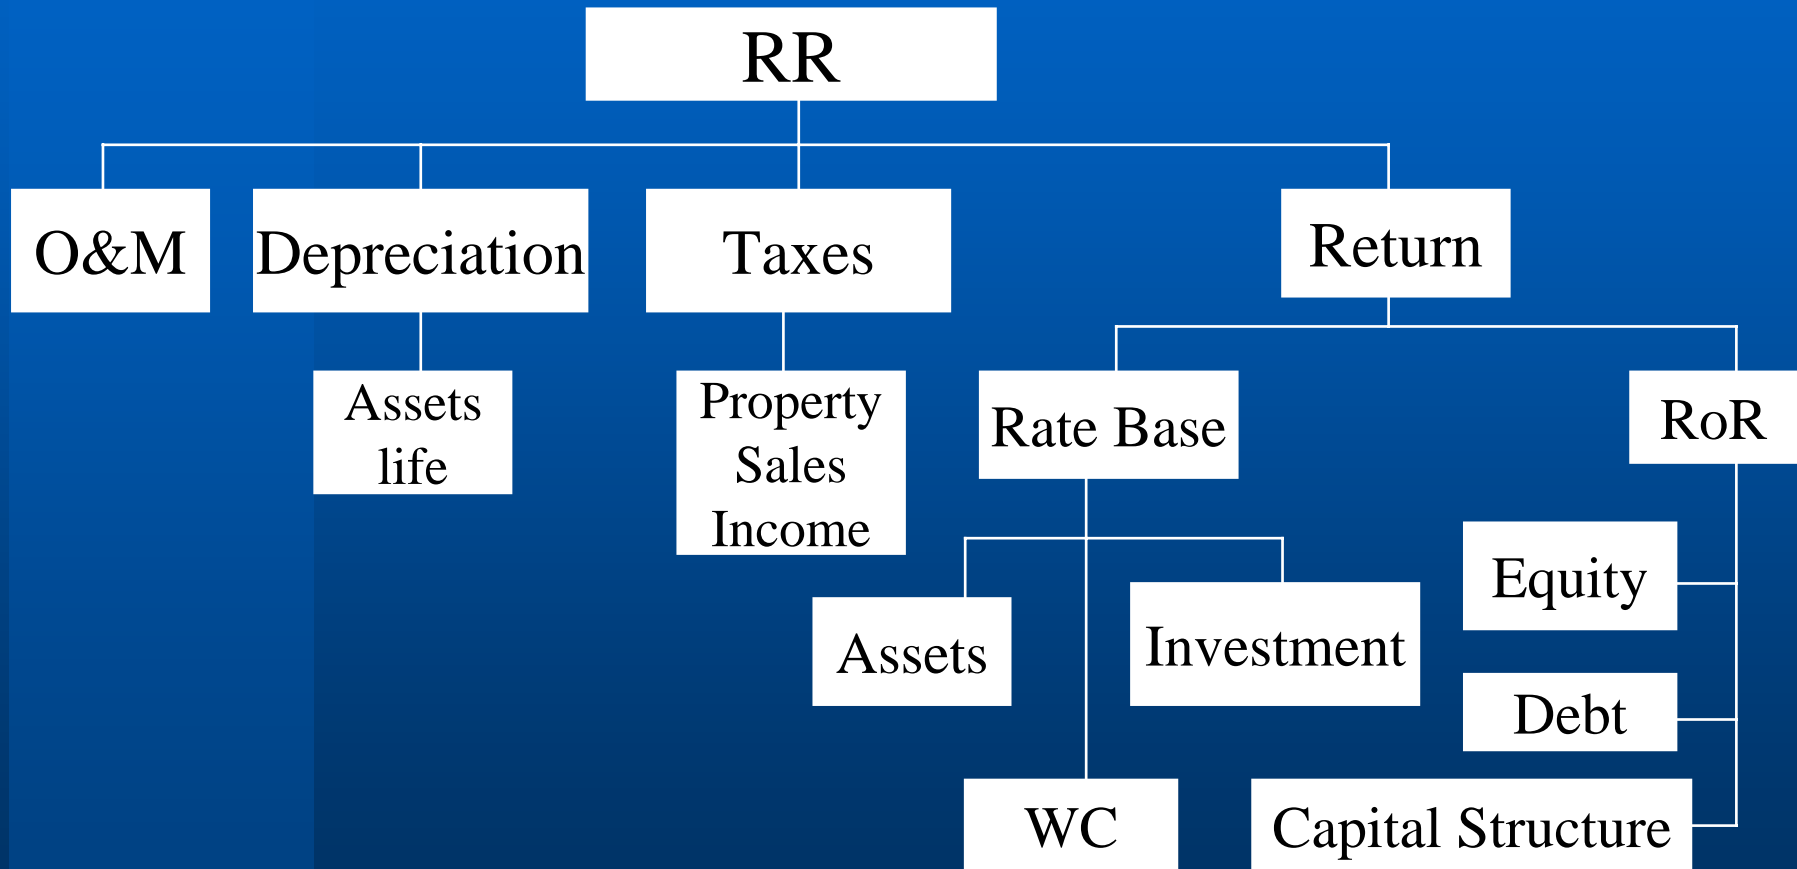 RR
O&M
Depreciation
Taxes
Return
Assets
life
Property
Sales
Income
Rate Base
RoR
Assets
Investment
WC
Equity
Debt
Capital Structure